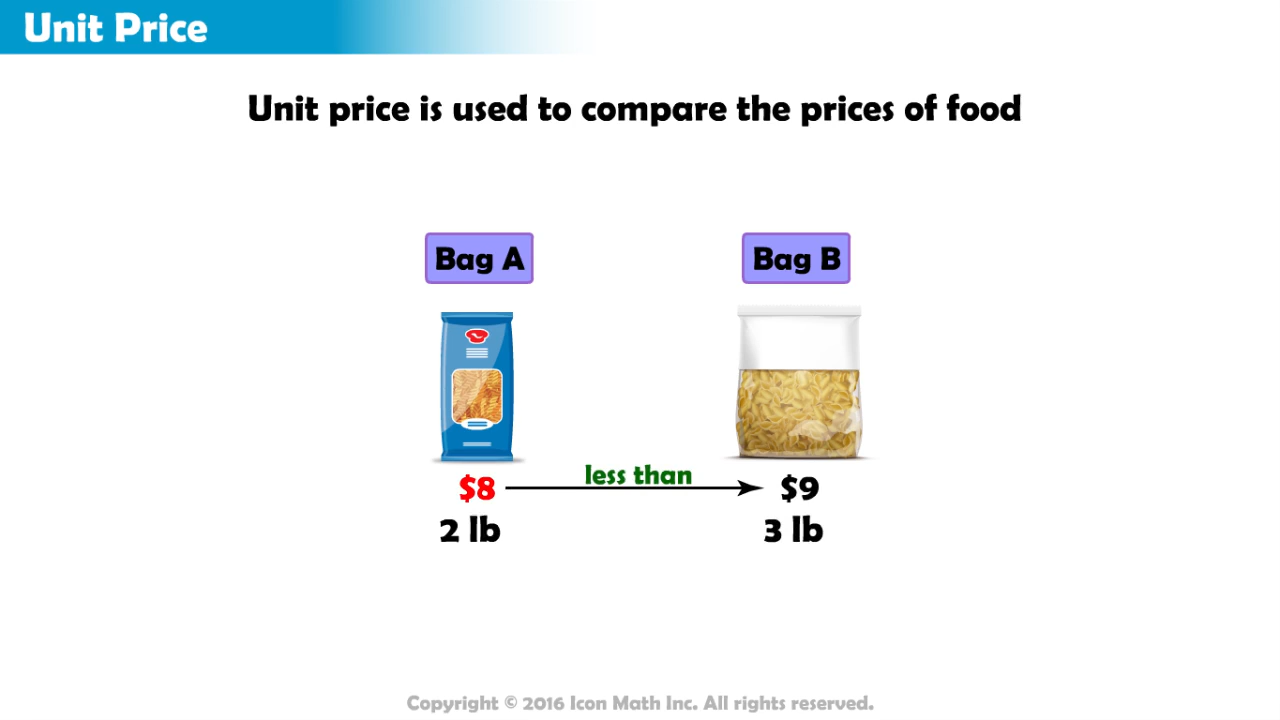 Unit Price
Unit price is used to compare the prices of food
Bag A
Bag B
less than
$8
$9
2 lb
3 lb
Copyright © 2016 Icon Math Inc. All rights reserved.